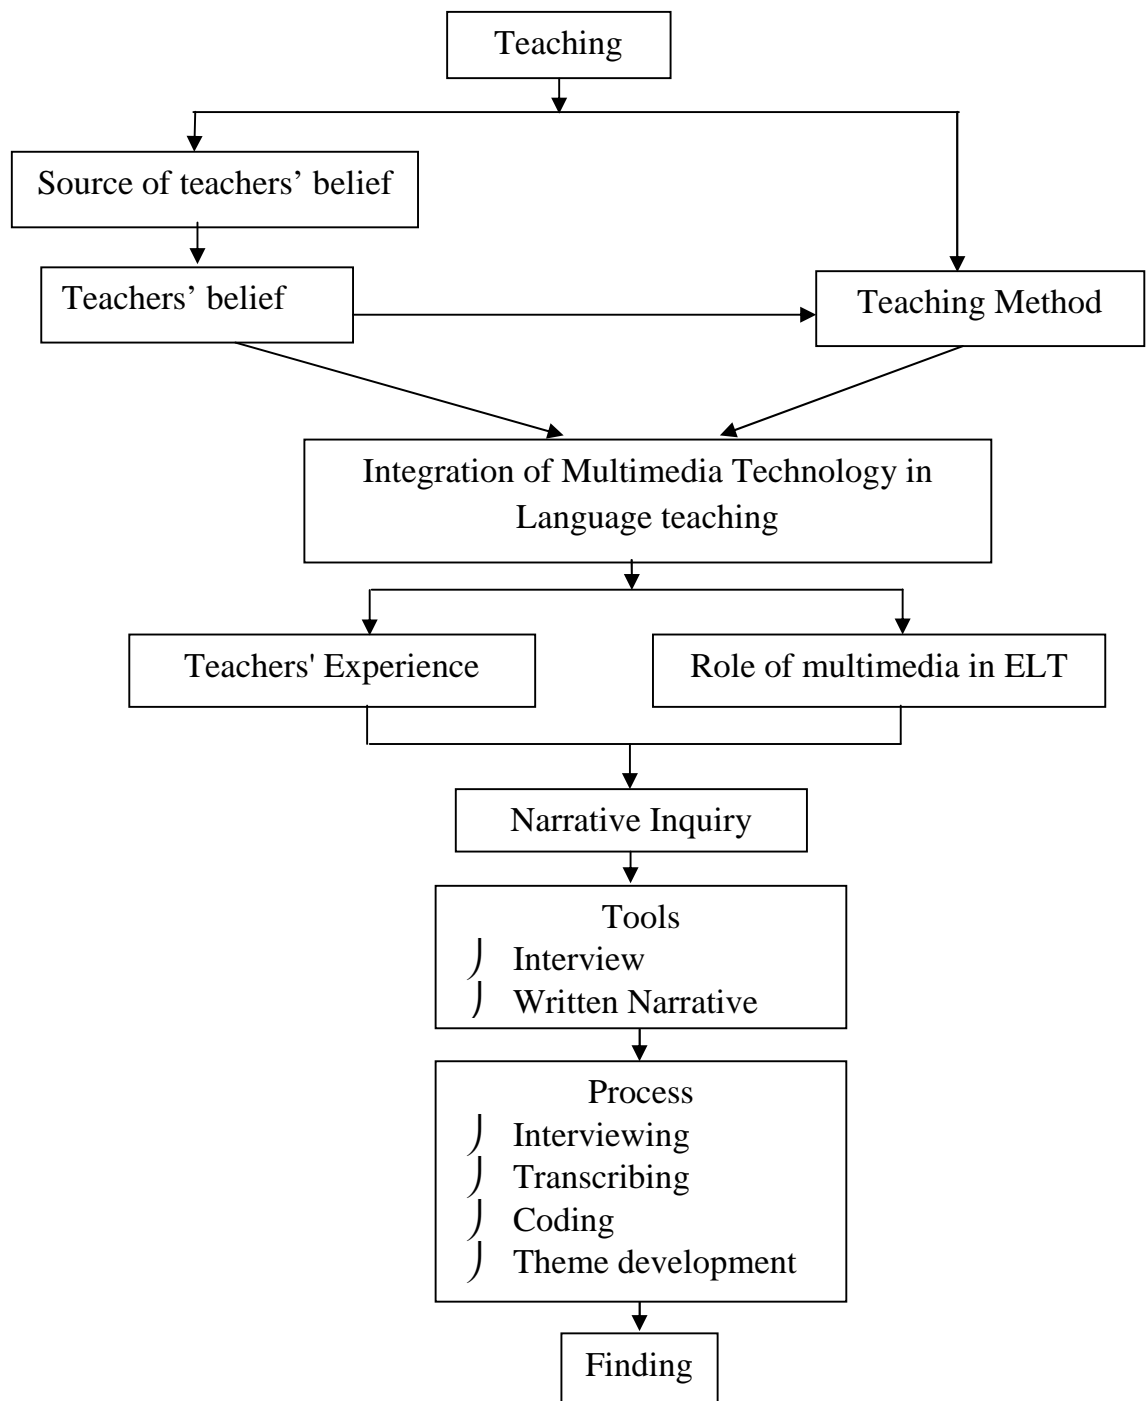 Teaching
Source of teachers’ belief
Teachers’ belief
Teaching Method
Integration of Multimedia Technology in
Language teaching
Teachers' Experience
Role of multimedia in ELT
Narrative Inquiry
Tools
Interview
Written Narrative
Process
Interviewing
Transcribing
Coding
Theme development
Finding